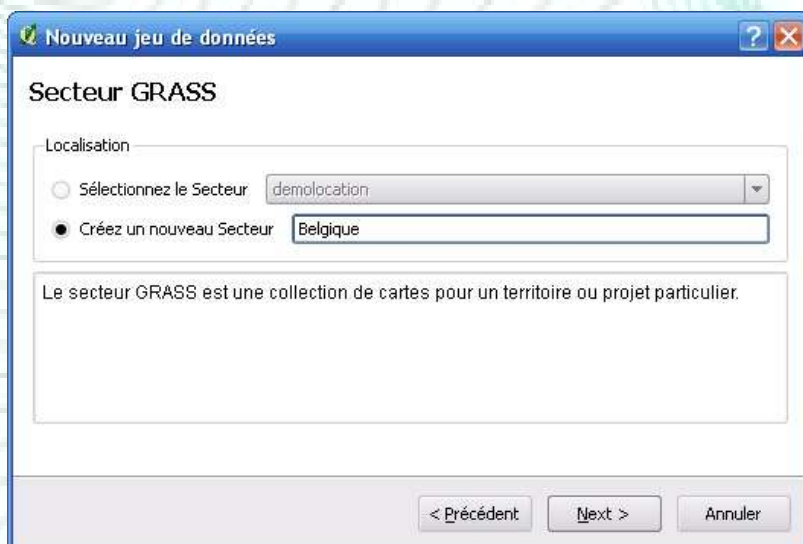 Nouveau jeu de données
Secteur GRASS
Localisation
Sélectionnez le Secteur demolocation
Créez un nouveau Secteur Belgique
Le secteur GRASS est une collection de cartes pour un territoire ou projet particulier.
< Précédent Next > Annuler